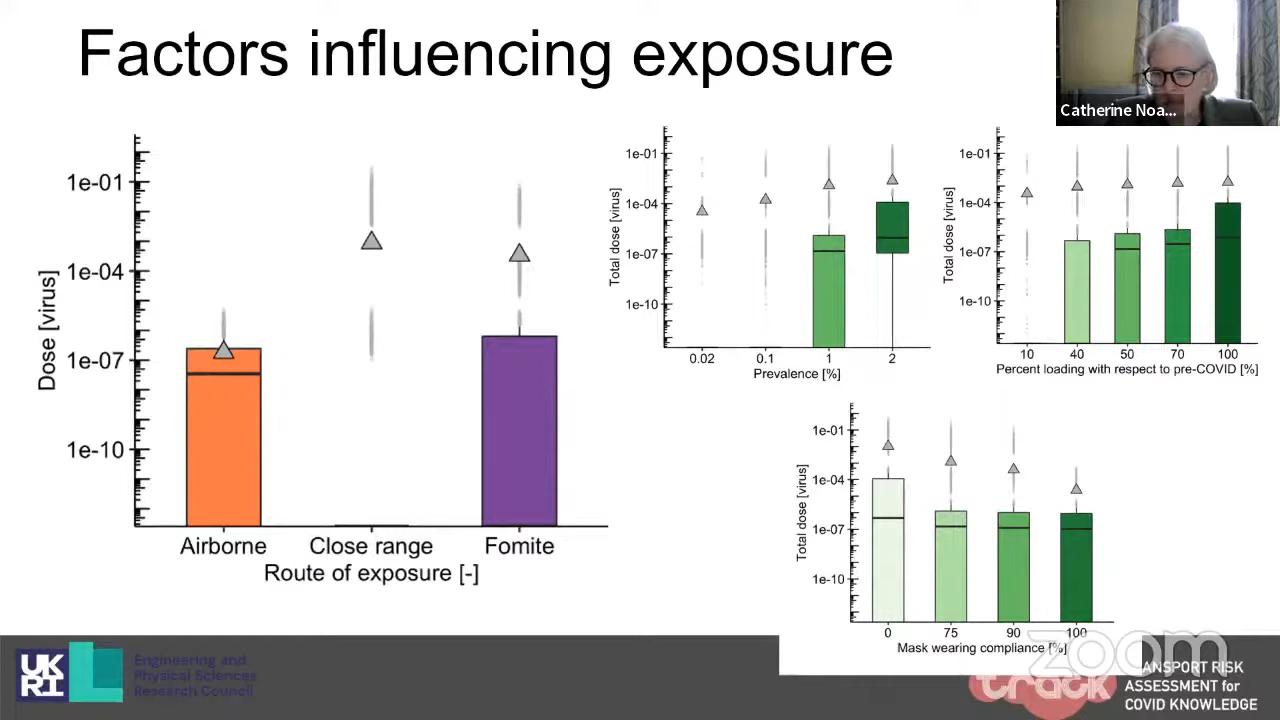 Factors influencing exposure
Catherine Noa...
Dose [virus]
1e-01
1e-04
1e-07
1e-10
Airborne
Close range
Fomite
Route of exposure [-]
Total dose [virus]
1e-01
1e-04
1e-07
1e-10
0.02
0.1
1
2
Prevalence [%]
Total dose [virus]
1e-01
1e-04
1e-07
1e-10
10
40
50
70
100
Percent loading with respect to pre-COVID [%]
Total dose [virus]
1e-01
1e-04
1e-07
1e-10
0
75
90
100
Mask wearing compliance [%]
UK
RI
Engineering and
Physical Sciences
Research Council
zoom
track
ANSPORT RISK
ASSESSMENT for
COVID KNOWLEDGE